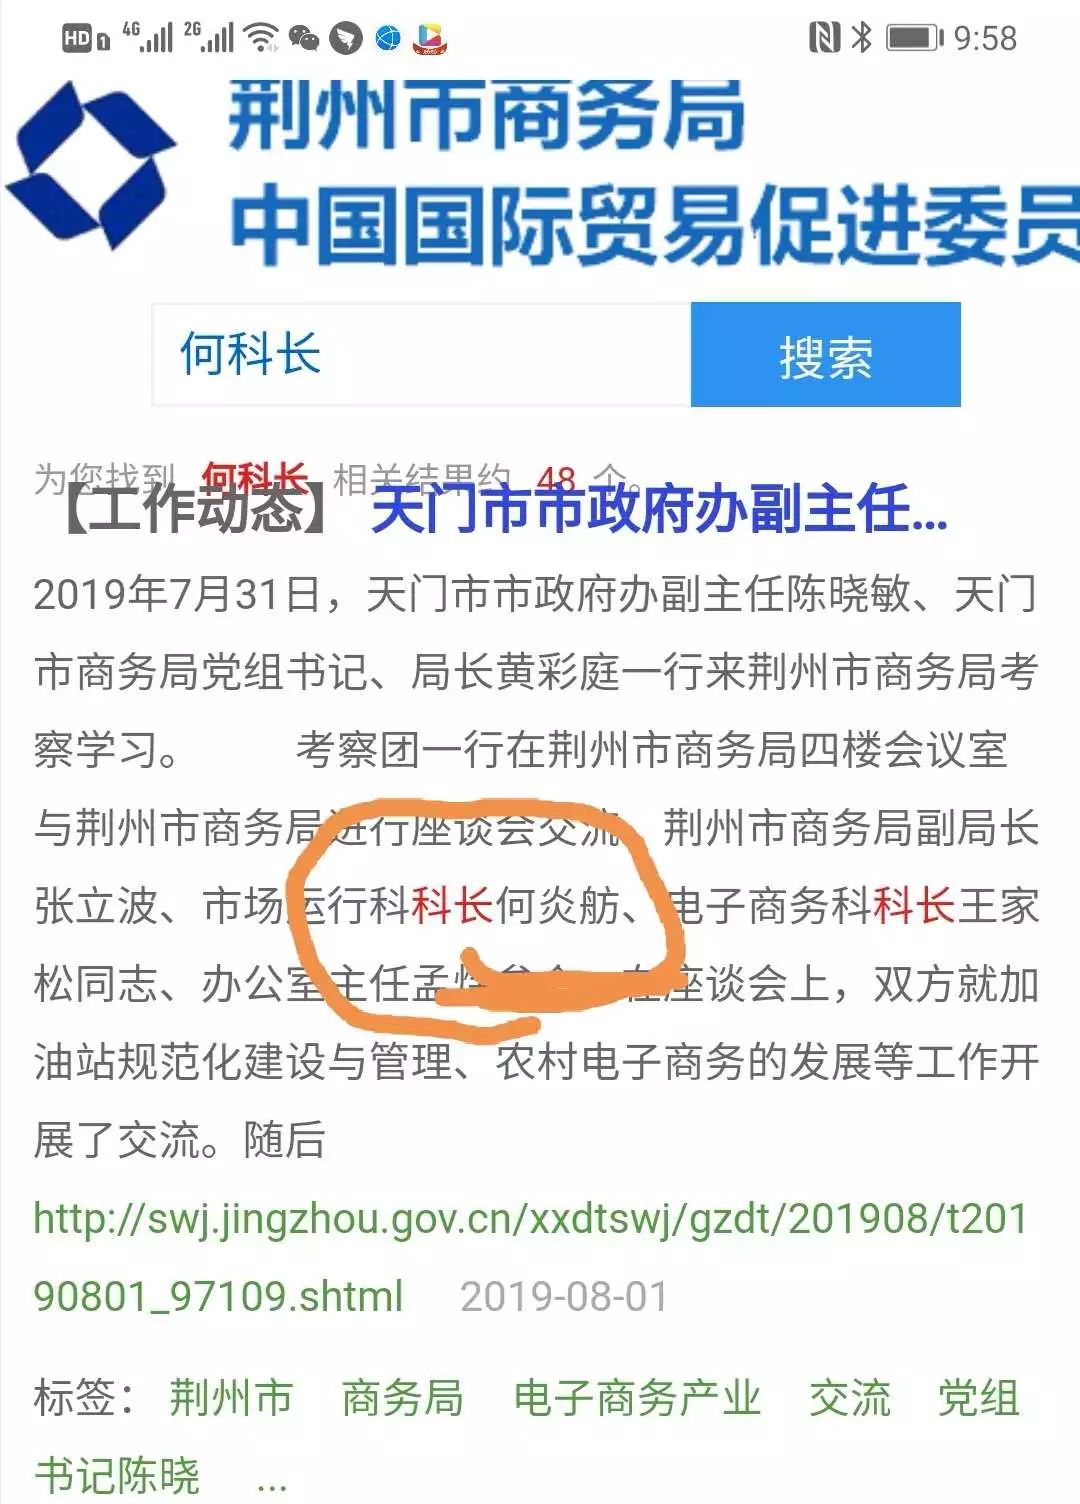 HD 1 4G 2G 9:58
荆州市商务局
中国国际贸易促进委员
何科长 搜索
为您找到 何科长 相关结果约 48 个。
【工作动态】 天门市市政府办副主任...
2019年7月31日，天门市市政府办副主任陈晓敏、天门
市商务局党组书记、局长黄彩庭一行来荆州市商务局考
察学习。 考察团一行在荆州市商务局四楼会议室
与荆州市商务局进行座谈会交流，荆州市商务局副局长
张立波、市场运行科科长何炎舫、电子商务科科长王家
松同志、办公室主任孟 在座谈会上，双方就加
油站规范化建设与管理、农村电子商务的发展等工作开
展了交流。随后
http://swj.jingzhou.gov.cn/xxdtswj/gzdt/201908/t201
90801_97109.shtml 2019-08-01
标签： 荆州市 商务局 电子商务产业 交流 党组
书记陈晓 ...